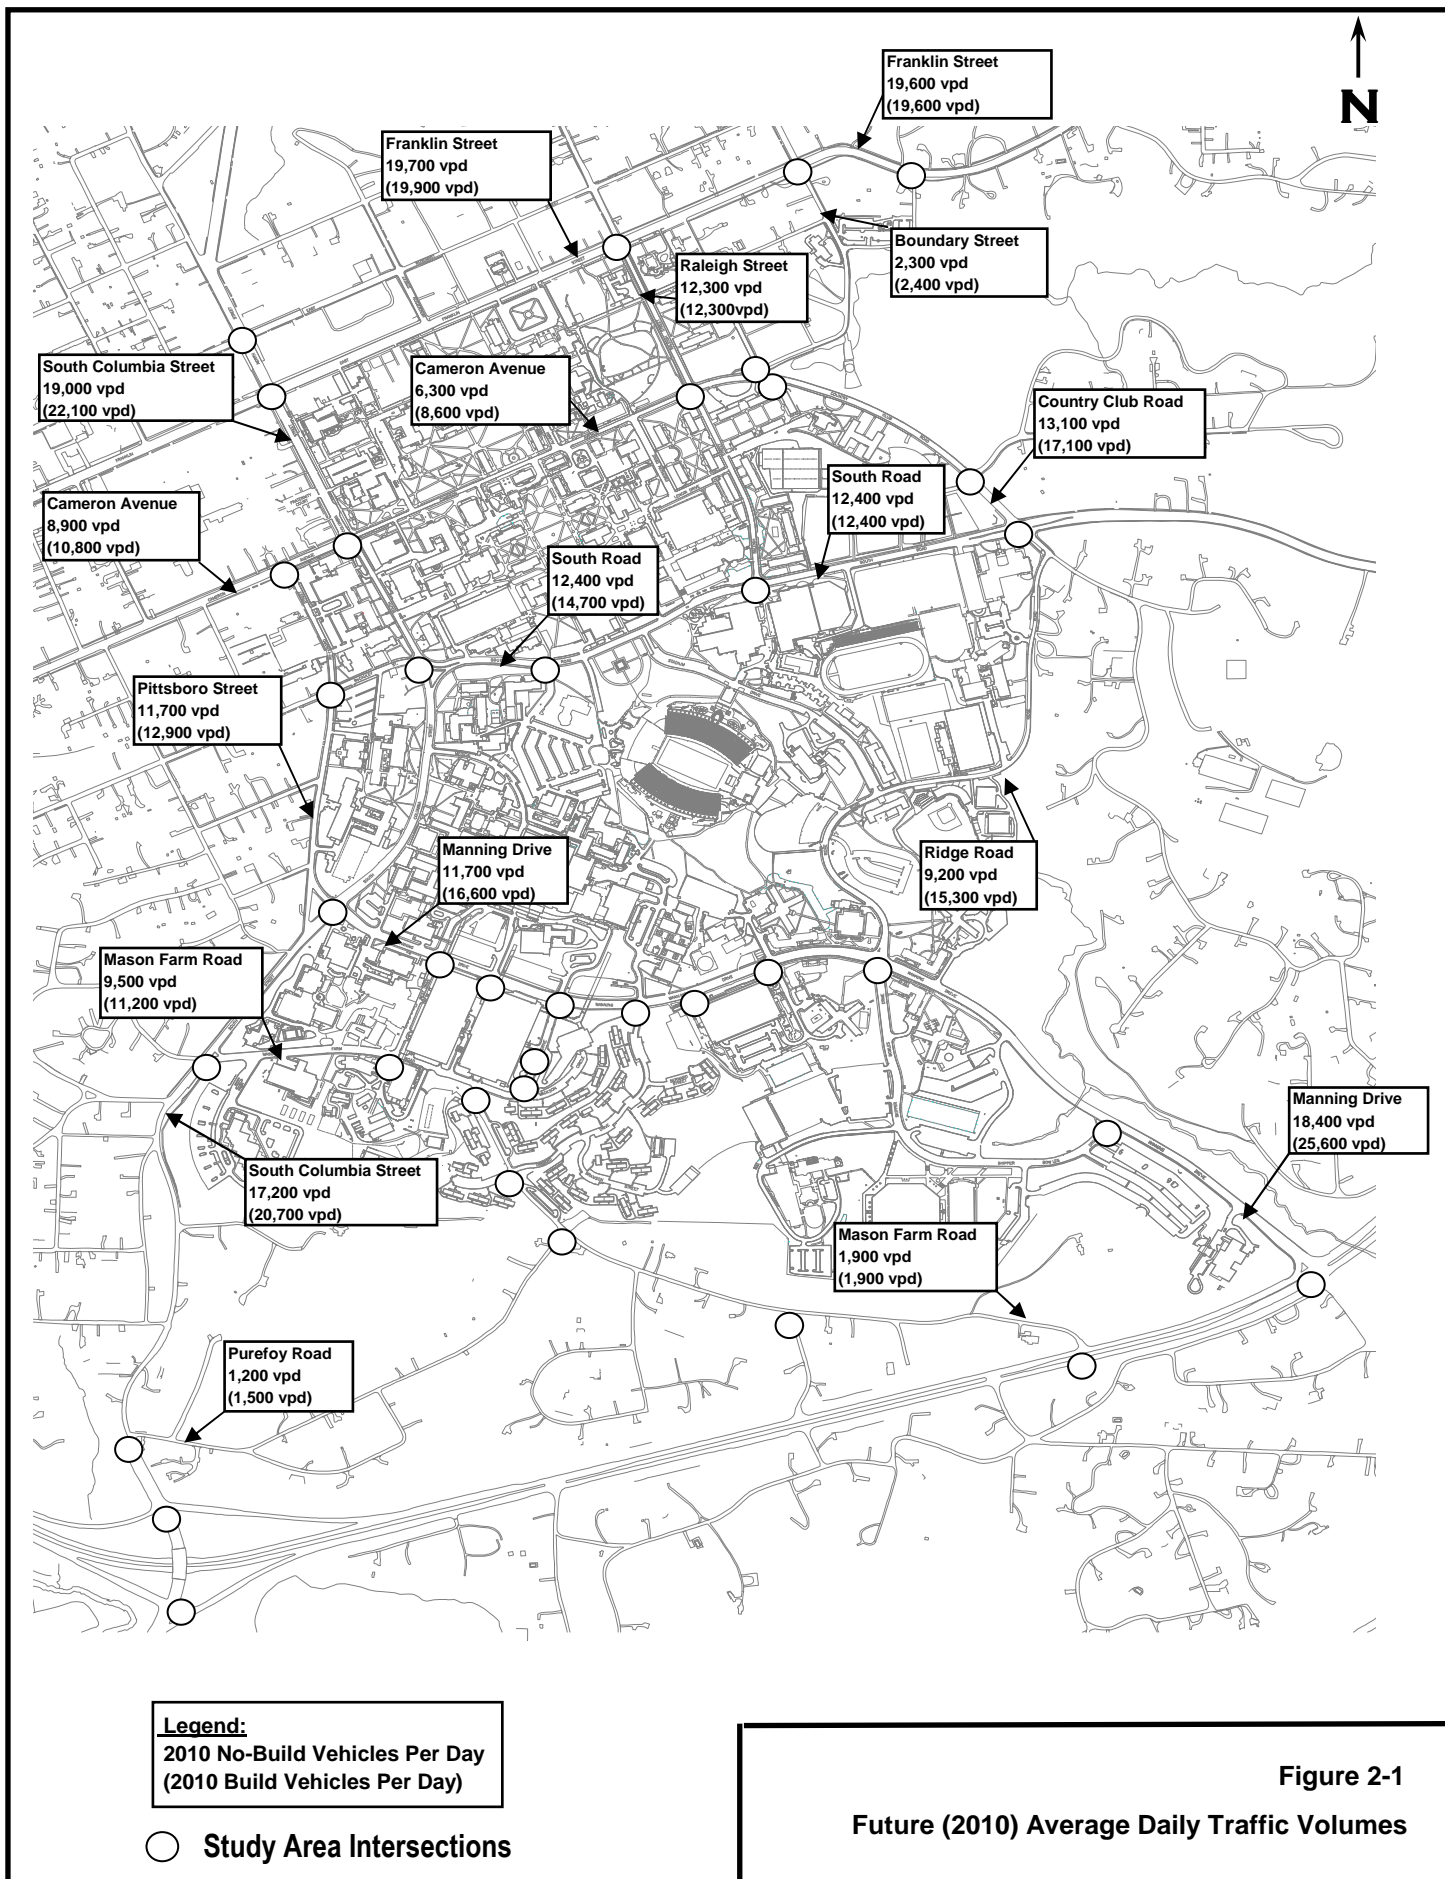 N
Franklin Street
19,600 vpd
(19,600 vpd)
Franklin Street
19,700 vpd
(19,900 vpd)
Boundary Street
2,300 vpd
(2,400 vpd)
Raleigh Street
12,300 vpd
(12,300vpd)
South Columbia Street
19,000 vpd
(22,100 vpd)
Cameron Avenue
6,300 vpd
(8,600 vpd)
Country Club Road
13,100 vpd
(17,100 vpd)
South Road
12,400 vpd
(12,400 vpd)
Cameron Avenue
8,900 vpd
(10,800 vpd)
South Road
12,400 vpd
(14,700 vpd)
Pittsboro Street
11,700 vpd
(12,900 vpd)
Manning Drive
11,700 vpd
(16,600 vpd)
Ridge Road
9,200 vpd
(15,300 vpd)
Mason Farm Road
9,500 vpd
(11,200 vpd)
Manning Drive
18,400 vpd
(25,600 vpd)
South Columbia Street
17,200 vpd
(20,700 vpd)
Mason Farm Road
1,900 vpd
(1,900 vpd)
Purefoy Road
1,200 vpd
(1,500 vpd)
Legend:
2010 No-Build Vehicles Per Day
(2010 Build Vehicles Per Day)
Study Area Intersections
Figure 2-1
Future (2010) Average Daily Traffic Volumes